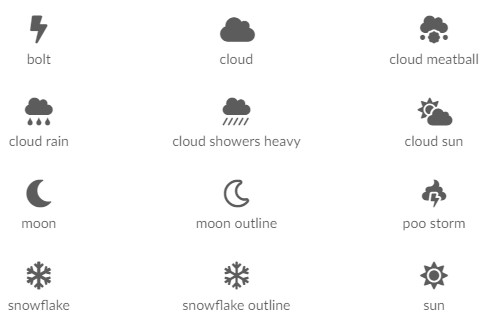 bolt
cloud
cloud meatball
cloud rain
cloud showers heavy
cloud sun
moon
moon outline
poo storm
snowflake
snowflake outline
sun